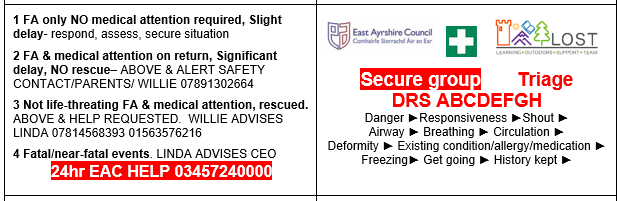 1 FA only NO medical attention required, Slight
delay- respond, assess, secure situation
2 FA & medical attention on return, Significant
delay, NO rescue– ABOVE & ALERT SAFETY
CONTACT/PARENTS/ WILLIE 07891302664
3 Not life-threating FA & medical attention, rescued.
ABOVE & HELP REQUESTED.  WILLIE ADVISES
LINDA 07814568393 01563576216
4 Fatal/near-fatal events. LINDA ADVISES CEO
24hr EAC HELP 03457240000
East Ayrshire Council
Comhairle Siorrachd Air an Ear
LOST
LEARNING•OUTDOORS•SUPPORT•TEAM
Secure group Triage
DRS ABCDEFGH
Danger ►Responsiveness ►Shout ►
Airway ► Breathing ► Circulation ►
Deformity ► Existing condition/allergy/medication ►
Freezing► Get going ► History kept ►